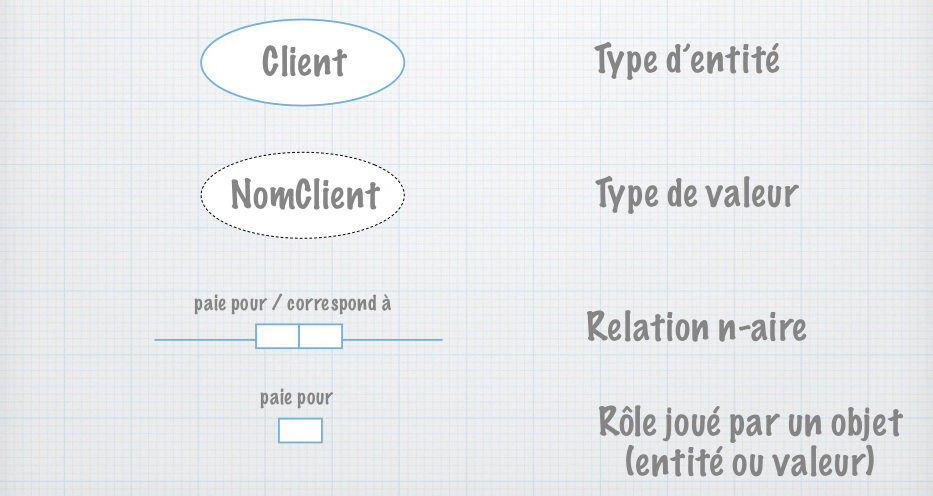 Client
Type d’entité
NomClient
Type de valeur
paie pour / correspond à
Relation n-aire
paie pour
Rôle joué par un objet
(entité ou valeur)